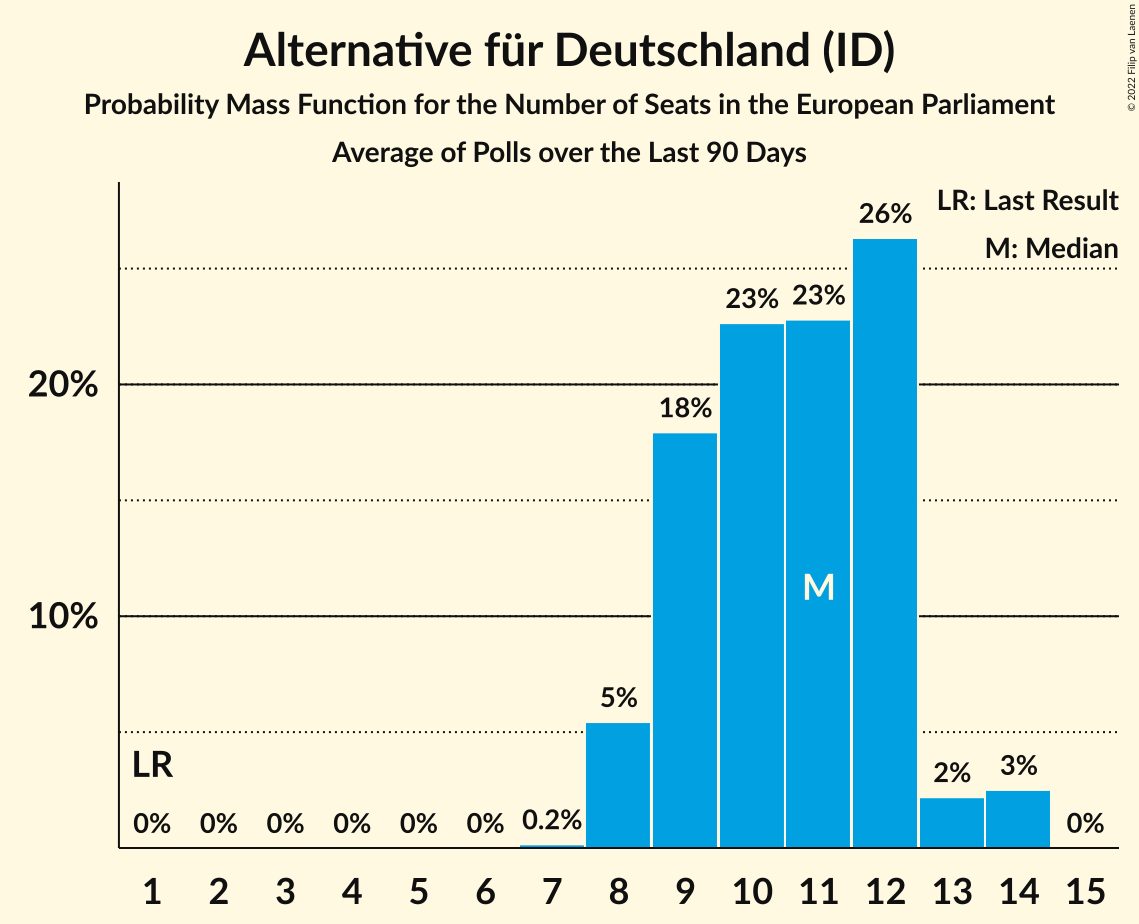 Alternative für Deutschland (ID)
Probability Mass Function for the Number of Seats in the European Parliament
Average of Polls over the Last 90 Days
© 2022 Filip van Laenen
LR: Last Result
M: Median
26%
23% 23%
20%
18%
M
10%
5%
LR
2% 3%
0% 0% 0% 0% 0% 0% 0.2% 0%
1 2 3 4 5 6 7 8 9 10 11 12 13 14 15